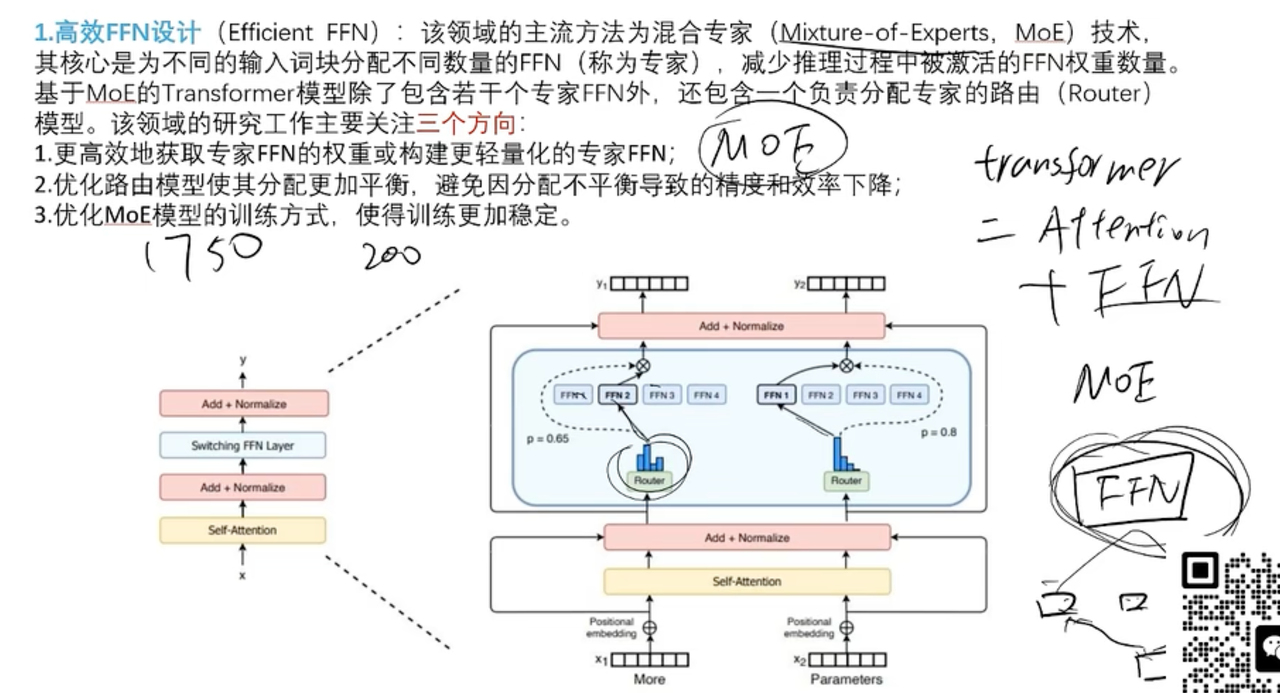 1.高效FFN设计（Efficient FFN）：该领域的主流方法为混合专家（Mixture-of-Experts，MoE）技术，
其核心是为不同的输入词块分配不同数量的FFN（称为专家），减少推理过程中被激活的FFN权重数量。
基于MoE的Transformer模型除了包含若干个专家FFN外，还包含一个负责分配专家的路由（Router）
模型。该领域的研究工作主要关注三个方向：
1.更高效地获取专家FFN的权重或构建更轻量化的专家FFN；
MOE
2.优化路由模型使其分配更加平衡，避免因分配不平衡导致的精度和效率下降；
3.优化MoE模型的训练方式，使得训练更加稳定。
1750 200
transformer
= Attention
+ FFN
MOE
FFN
y
Add + Normalize
Switching FFN Layer
Add + Normalize
Self-Attention
x
y₁ y₂
Add + Normalize
FFN 2 FFN 3 FFN 4 FFN 1 FFN 2 FFN 3 FFN 4
p = 0.65 p = 0.8
Router Router
Add + Normalize
Self-Attention
Positional embedding Positional embedding
x₁ x₂
More Parameters